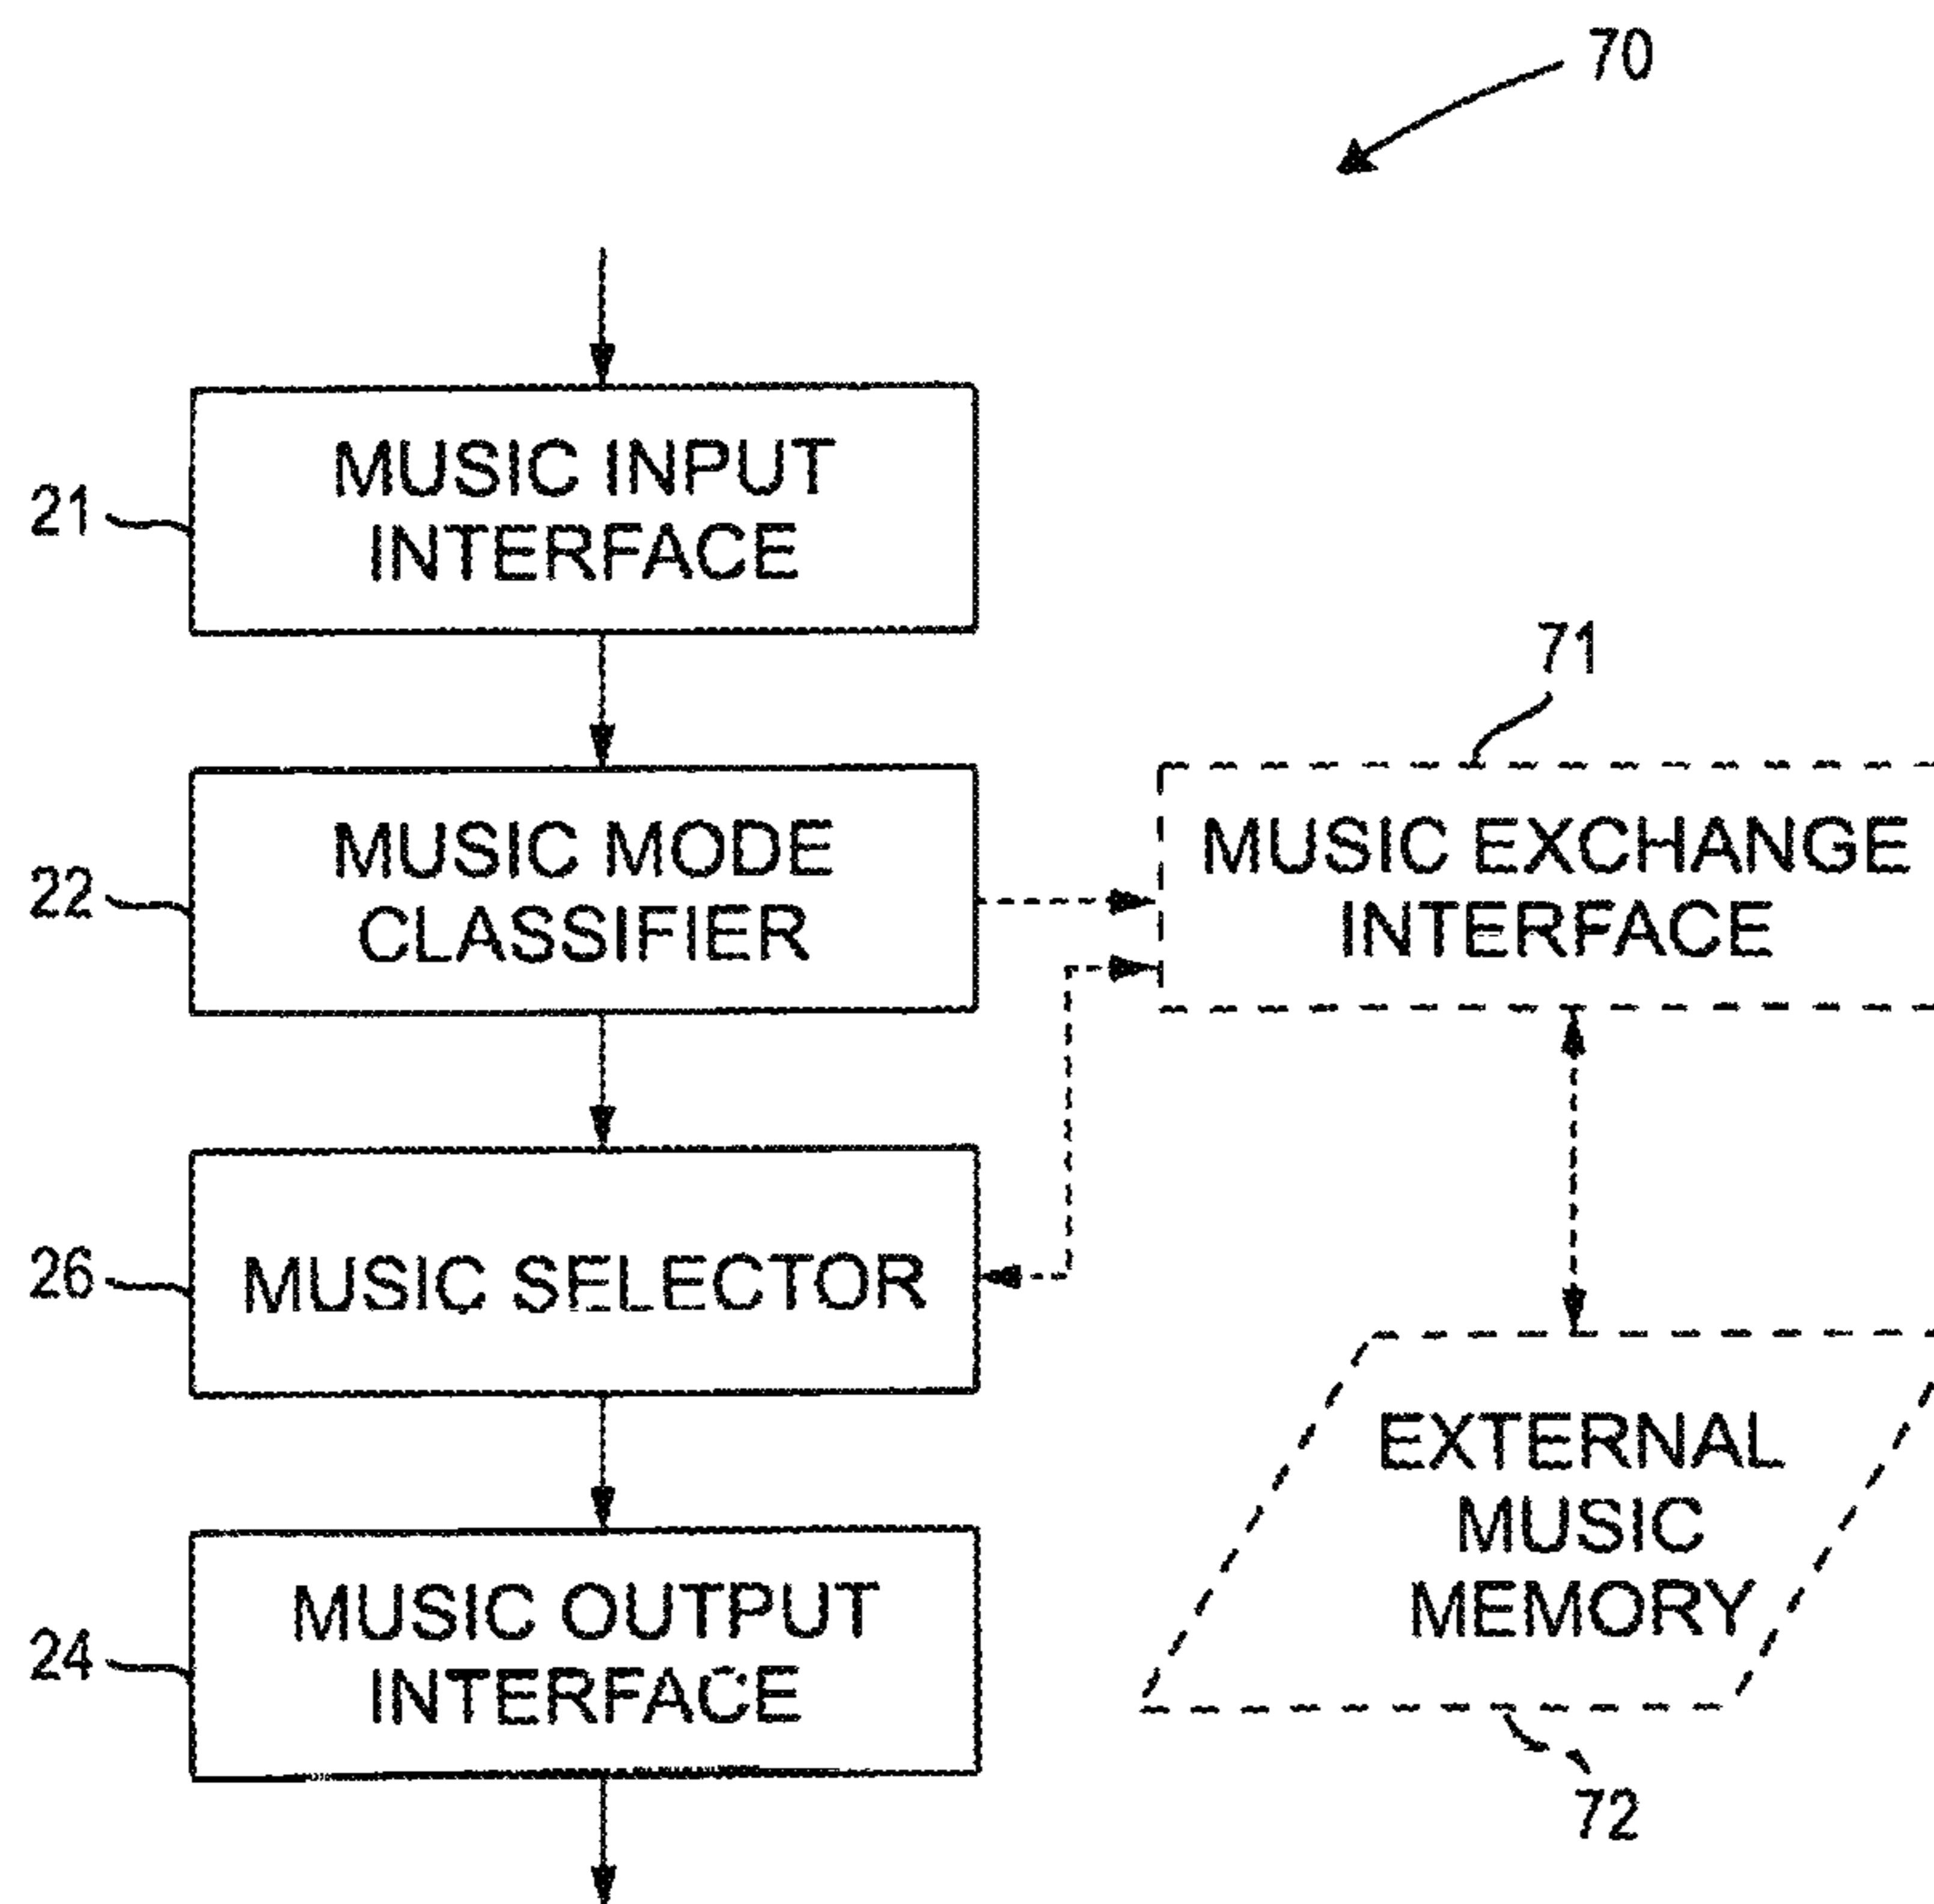 70
MUSIC INPUT
INTERFACE
21
71
MUSIC MODE
CLASSIFIER
22
MUSIC EXCHANGE
INTERFACE
26
MUSIC SELECTOR
EXTERNAL
MUSIC
MEMORY
MUSIC OUTPUT
INTERFACE
24
72